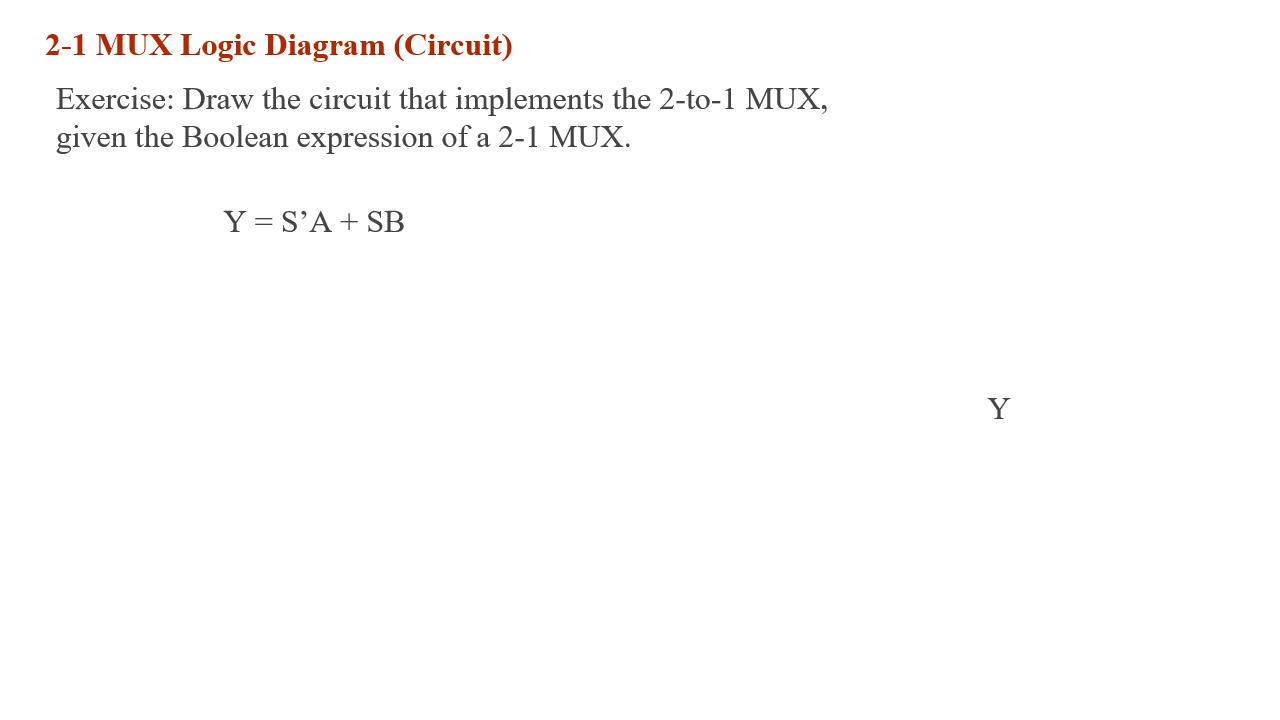 2-1 MUX Logic Diagram (Circuit)
Exercise: Draw the circuit that implements the 2-to-1 MUX,
given the Boolean expression of a 2-1 MUX.
Y = S’A + SB
Y